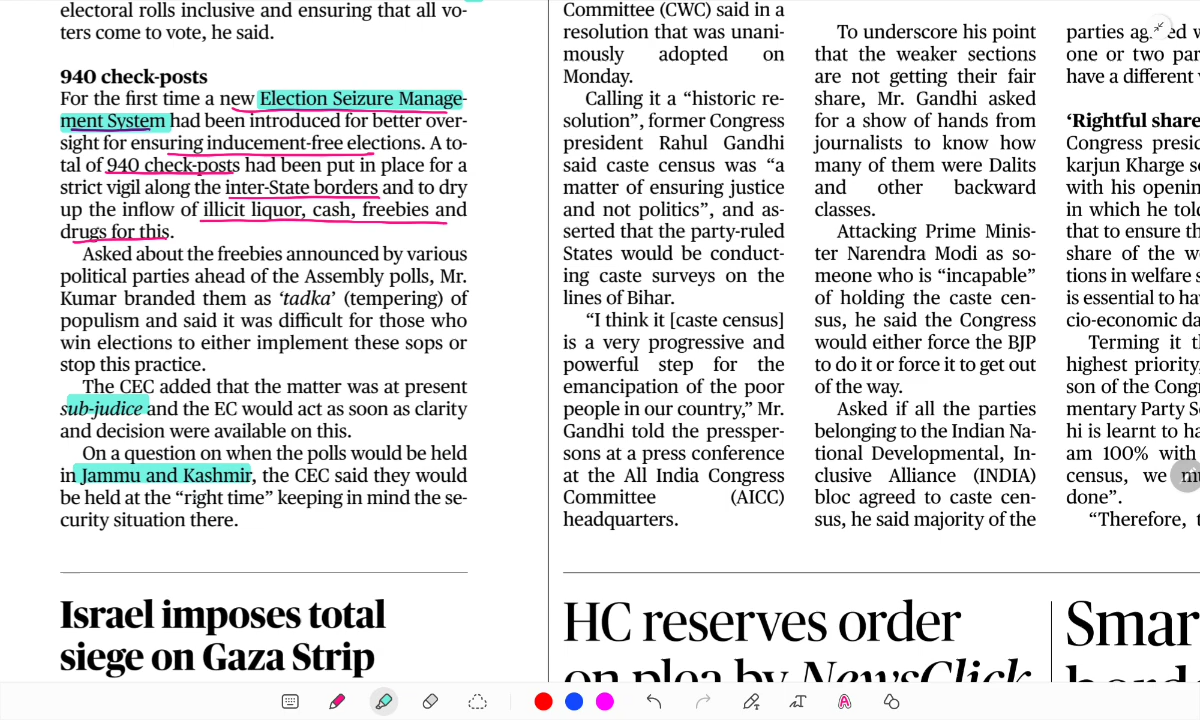 electoral rolls inclusive and ensuring that all vo-
ters come to vote, he said.
940 check-posts
For the first time a new Election Seizure Manage-
ment System had been introduced for better over-
sight for ensuring inducement-free elections. A to-
tal of 940 check-posts had been put in place for a
strict vigil along the inter-State borders and to dry
up the inflow of illicit liquor, cash, freebies and
drugs for this.
Asked about the freebies announced by various
political parties ahead of the Assembly polls, Mr.
Kumar branded them as ‘tadka’ (tempering) of
populism and said it was difficult for those who
win elections to either implement these sops or
stop this practice.
The CEC added that the matter was at present
sub-judice and the EC would act as soon as clarity
and decision were available on this.
On a question on when the polls would be held
in Jammu and Kashmir, the CEC said they would
be held at the “right time” keeping in mind the se-
curity situation there.
Israel imposes total
siege on Gaza Strip
Committee (CWC) said in a
resolution that was unani-
mously adopted on
Monday.
Calling it a “historic re-
solution”, former Congress
president Rahul Gandhi
said caste census was “a
matter of ensuring justice
and not politics”, and as-
serted that the party-ruled
States would be conduct-
ing caste surveys on the
lines of Bihar.
“I think it [caste census]
is a very progressive and
powerful step for the
emancipation of the poor
people in our country,” Mr.
Gandhi told the pressper-
sons at a press conference
at the All India Congress
Committee (AICC)
headquarters.
To underscore his point
that the weaker sections
are not getting their fair
share, Mr. Gandhi asked
for a show of hands from
journalists to know how
many of them were Dalits
and other backward
classes.
Attacking Prime Minis-
ter Narendra Modi as so-
meone who is “incapable”
of holding the caste cen-
sus, he said the Congress
would either force the BJP
to do it or force it to get out
of the way.
Asked if all the parties
belonging to the Indian Na-
tional Developmental, In-
clusive Alliance (INDIA)
bloc agreed to caste cen-
sus, he said majority of the
parties
one or two par
have a different
‘Rightful share
Congress presid
karjun Kharge s
with his openin
in which he told
that to ensure th
share of the w
tions in welfare s
is essential to ha
cio-economic da
Terming it t
highest priority,
son of the Congr
mentary Party S
hi is learnt to ha
am 100% with
census, we
done”.
“Therefore,
HC reserves order
on plea by NewsClick
Smar